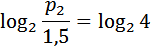 log₂ p₂/1,5 = log₂ 4